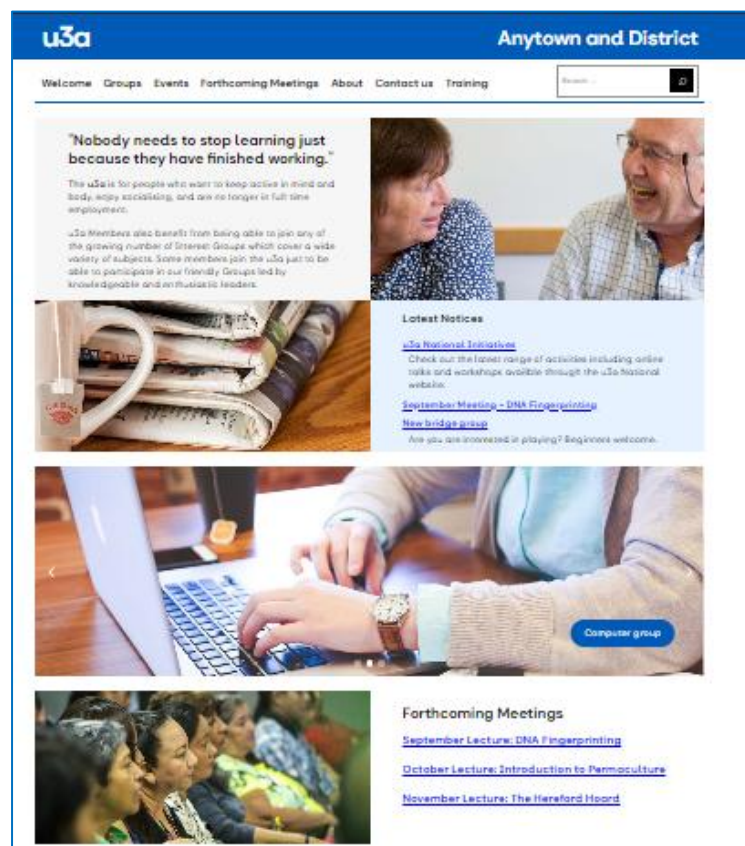 u3a
Anytown and District
Welcome Groups Events Forthcoming Meetings About Contact us Training
Search ...
"Nobody needs to stop learning just
because they have finished working."
The u3a is for people who want to keep active in mind and
body, enjoy socialising, and are no longer in full time
employment.
u3a Members also benefit from being able to join any of
the growing number of Interest Groups which cover a wide
variety of subjects. Some members join the u3a just to be
able to participate in our friendly Groups led by
knowledgeable and enthusiastic leaders.
Latest Notices
u3a National Initiatives
Check out the latest range of activities including online
talks and workshops availble through the u3a National
website.
September Meeting – DNA Fingerprinting
New bridge group
Are you are interested in playing? Beginners welcome.
Computer group
Forthcoming Meetings
September Lecture: DNA Fingerprinting
October Lecture: Introduction to Permaculture
November Lecture: The Hereford Hoard